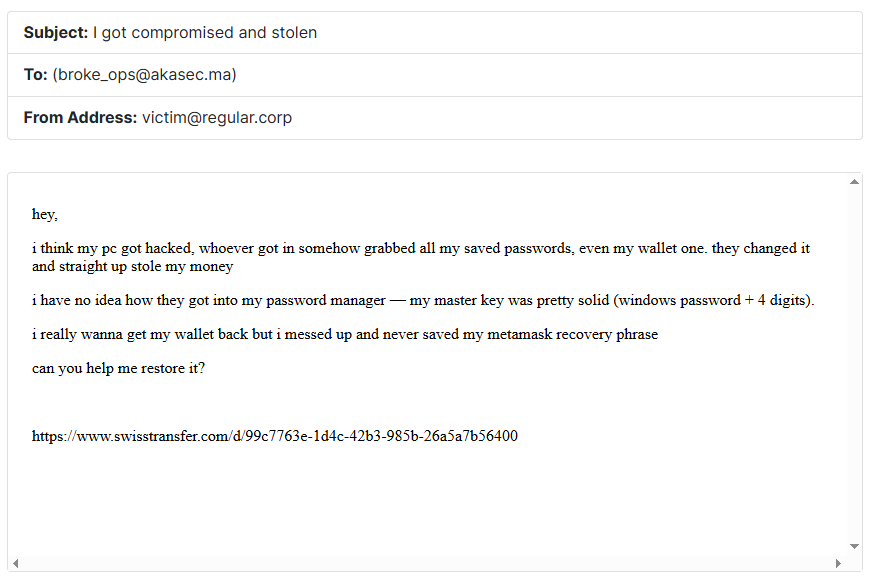 Subject: I got compromised and stolen
To: (broke_ops@akasec.ma)
From Address: victim@regular.corp
hey,
i think my pc got hacked, whoever got in somehow grabbed all my saved passwords, even my wallet one. they changed it
and straight up stole my money
i have no idea how they got into my password manager — my master key was pretty solid (windows password + 4 digits).
i really wanna get my wallet back but i messed up and never saved my metamask recovery phrase
can you help me restore it?
https://www.swisstransfer.com/d/99c7763e-1d4c-42b3-985b-26a5a7b56400